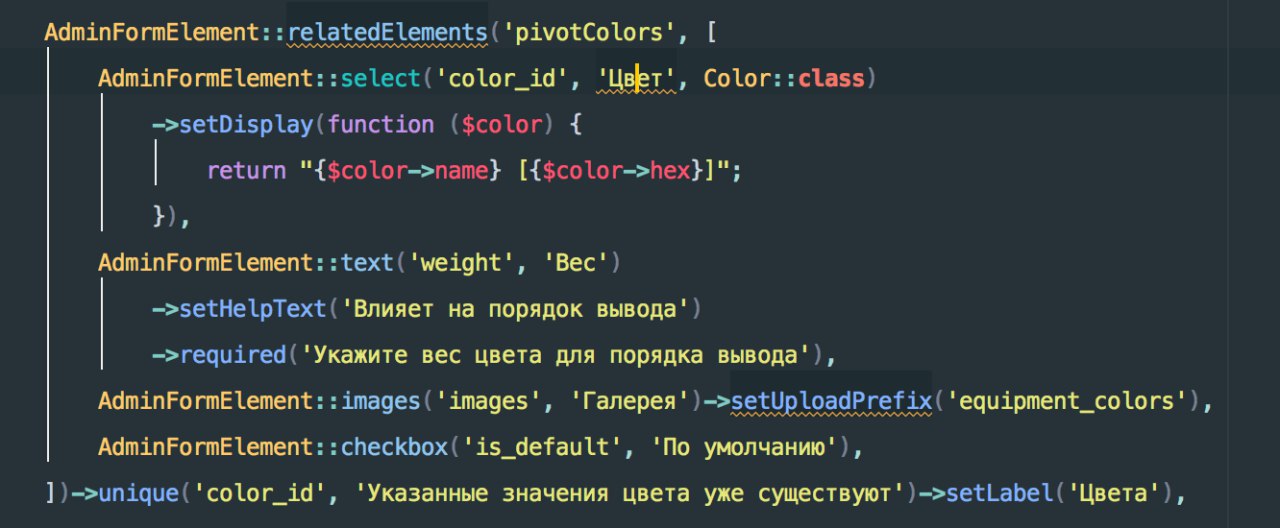 AdminFormElement::relatedElements('pivotColors', [
AdminFormElement::select('color_id', 'Цвет', Color::class)
->setDisplay(function ($color) {
return "{$color->name} [{$color->hex}]";
}),
AdminFormElement::text('weight', 'Вес')
->setHelpText('Влияет на порядок вывода')
->required('Укажите вес цвета для порядка вывода'),
AdminFormElement::images('images', 'Галерея')->setUploadPrefix('equipment_colors'),
AdminFormElement::checkbox('is_default', 'По умолчанию'),
])->unique('color_id', 'Указанные значения цвета уже существуют')->setLabel('Цвета'),